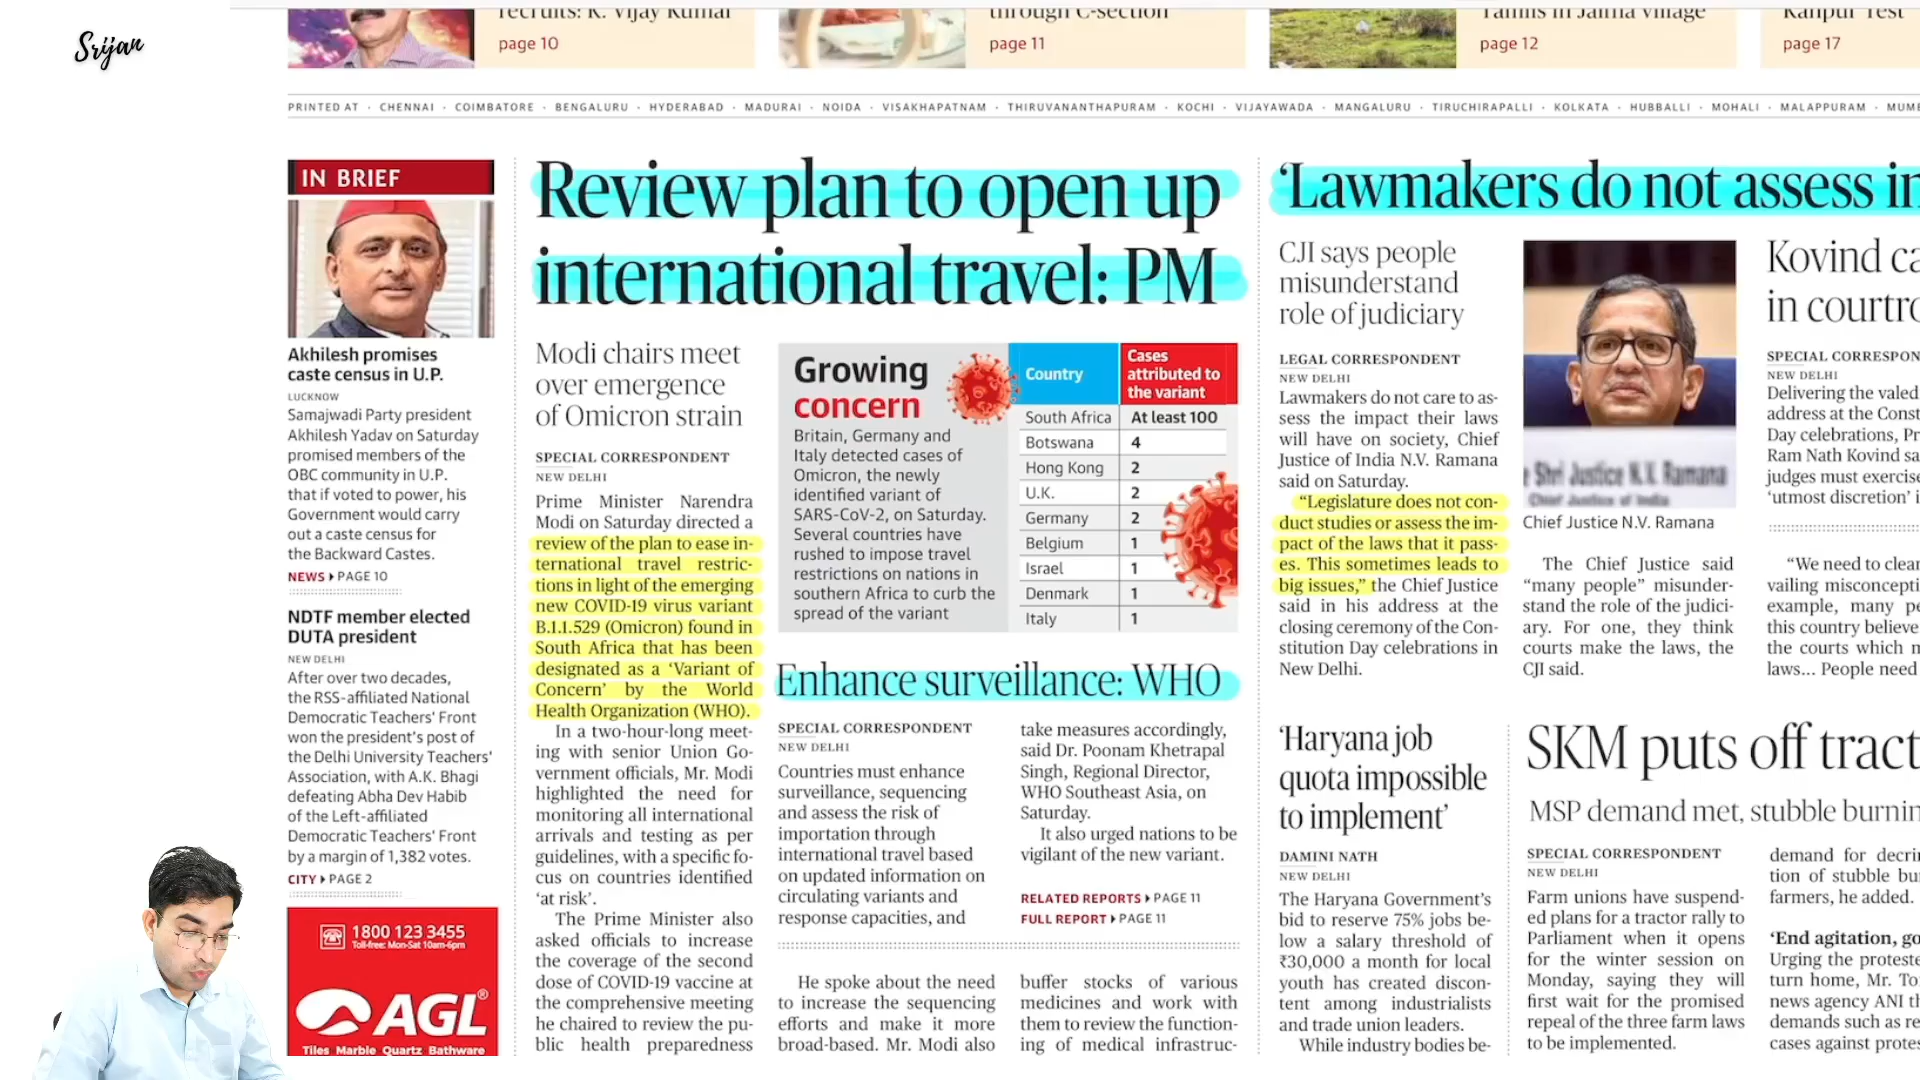 Srijan
recruits: K. Vijay Kumar
page 10
through C-section
page 11
page 12
page 17
PRINTED AT · CHENNAI · COIMBATORE · BENGALURU · HYDERABAD · MADURAI · NOIDA · VISAKHAPATNAM · THIRUVANANTHAPURAM · KOCHI · VIJAYAWADA · MANGALURU · TIRUCHIRAPALLI · KOLKATA · HUBBALLI · MOHALI · MALAPPURAM ·
IN BRIEF
Akhilesh promises
caste census in U.P.
LUCKNOW
Samajwadi Party president
Akhilesh Yadav on Saturday
promised members of the
OBC community in U.P.
that if voted to power, his
Government would carry
out a caste census for
the Backward Castes.
NEWS PAGE 10
NDTF member elected
DUTA president
NEW DELHI
After over two decades,
the RSS-affiliated National
Democratic Teachers' Front
won the president's post of
the Delhi University Teachers'
Association, with A.K. Bhagi
defeating Abha Dev Habib
of the Left-affiliated
Democratic Teachers' Front
by a margin of 1,382 votes.
CITY PAGE 2
1800 123 3455
Toll-free: Mon-Sat 10am-6pm
AGL®
Tiles Marble Quartz Bathware
Review plan to open up
international travel: PM
Modi chairs meet
over emergence
of Omicron strain
SPECIAL CORRESPONDENT
NEW DELHI
Prime Minister Narendra
Modi on Saturday directed a
review of the plan to ease in-
ternational travel restric-
tions in light of the emerging
new COVID-19 virus variant
B.1.1.529 (Omicron) found in
South Africa that has been
designated as a 'Variant of
Concern' by the World
Health Organization (WHO).
In a two-hour-long meet-
ing with senior Union Go-
vernment officials, Mr. Modi
highlighted the need for
monitoring all international
arrivals and testing as per
guidelines, with a specific fo-
cus on countries identified
'at risk'.
The Prime Minister also
asked officials to increase
the coverage of the second
dose of COVID-19 vaccine at
the comprehensive meeting
he chaired to review the pu-
blic health preparedness
Growing
concern
Britain, Germany and
Italy detected cases of
Omicron, the newly
identified variant of
SARS-CoV-2, on Saturday.
Several countries have
rushed to impose travel
restrictions on nations in
southern Africa to curb the
spread of the variant
Country
Cases
attributed to
the variant
South Africa At least 100
Botswana 4
Hong Kong 2
U.K. 2
Germany 2
Belgium 1
Israel 1
Denmark 1
Italy 1
Enhance surveillance: WHO
SPECIAL CORRESPONDENT
NEW DELHI
Countries must enhance
surveillance, sequencing
and assess the risk of
importation through
international travel based
on updated information on
circulating variants and
response capacities, and
take measures accordingly,
said Dr. Poonam Khetrapal
Singh, Regional Director,
WHO Southeast Asia, on
Saturday.
It also urged nations to be
vigilant of the new variant.
RELATED REPORTS PAGE 11
FULL REPORT PAGE 11
He spoke about the need
to increase the sequencing
efforts and make it more
broad-based. Mr. Modi also
buffer stocks of various
medicines and work with
them to review the function-
ing of medical infrastruc-
'Lawmakers do not assess
CJI says people
misunderstand
role of judiciary
LEGAL CORRESPONDENT
NEW DELHI
Lawmakers do not care to as-
sess the impact their laws
will have on society, Chief
Justice of India N.V. Ramana
said on Saturday.
"Legislature does not con-
duct studies or assess the im-
pact of the laws that it pass-
es. This sometimes leads to
big issues," the Chief Justice
said in his address at the
closing ceremony of the Con-
stitution Day celebrations in
New Delhi.
Shri Justice N.V. Ramana
Chief Justice of India
Chief Justice N.V. Ramana
The Chief Justice said
"many people" misunder-
stand the role of the judici-
ary. For one, they think
courts make the laws, the
CJI said.
Kovind
in
SPECIAL
NEW DELHI
Delivering the
address at the
Day celebrations,
Ram Nath Kovind
judges must
'utmost discretion'
"We need to
vailing
example, many
this country
the courts which
laws... People need
'Haryana job
quota impossible
to implement'
DAMINI NATH
NEW DELHI
The Haryana Government's
bid to reserve 75% jobs be-
low a salary threshold of
₹30,000 a month for local
youth has created discon-
tent among industrialists
and trade union leaders.
While industry bodies be-
SKM puts off
MSP demand met, stubble
SPECIAL CORRESPONDENT
NEW DELHI
Farm unions have suspend-
ed plans for a tractor rally to
Parliament when it opens
for the winter session on
Monday, saying they will
first wait for the promised
repeal of the three farm laws
to be implemented.
demand for
tion of stubble
farmers, he added.
'End agitation,
Urging the
turn home, Mr.
news agency ANI
demands such as
cases against